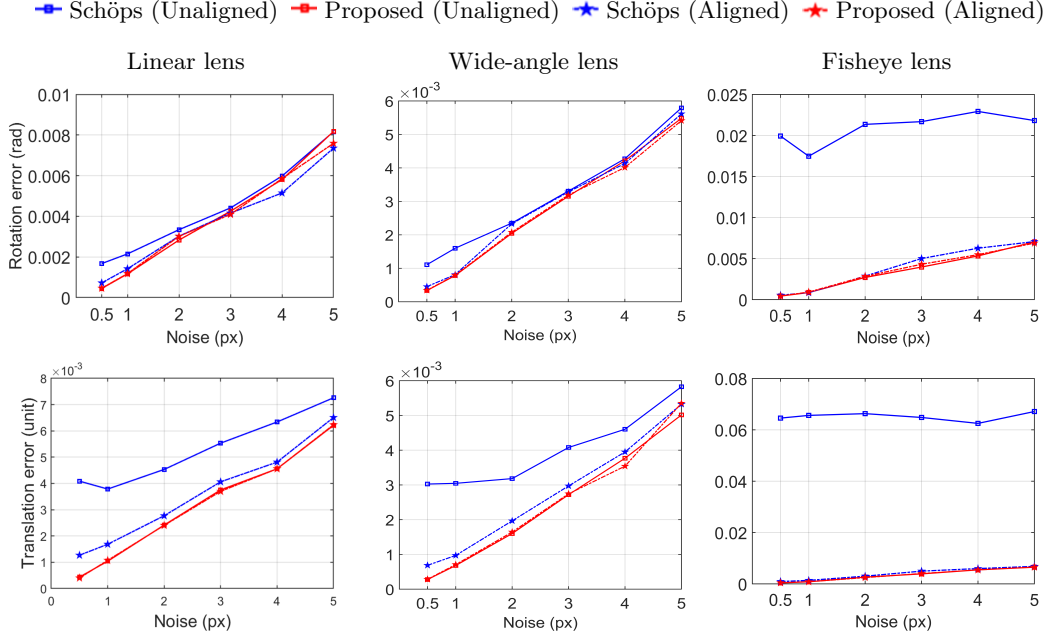 Schöps (Unaligned) Proposed (Unaligned) Schöps (Aligned) Proposed (Aligned)
Linear lens Wide-angle lens Fisheye lens
Rotation error (rad)
0.01
0.008
0.006
0.004
0.002
0
0.5 1 2 3 4 5
Noise (px)
×10⁻³
6
5
4
3
2
1
0
0.5 1 2 3 4 5
Noise (px)
0.025
0.02
0.015
0.01
0.005
0
0.5 1 2 3 4 5
Noise (px)
Translation error (unit)
×10⁻³
8
7
6
5
4
3
2
1
0
0 1 2 3 4 5
Noise (px)
×10⁻³
6
5
4
3
2
1
0
0.5 1 2 3 4 5
Noise (px)
0.08
0.06
0.04
0.02
0
0.5 1 2 3 4 5
Noise (px)